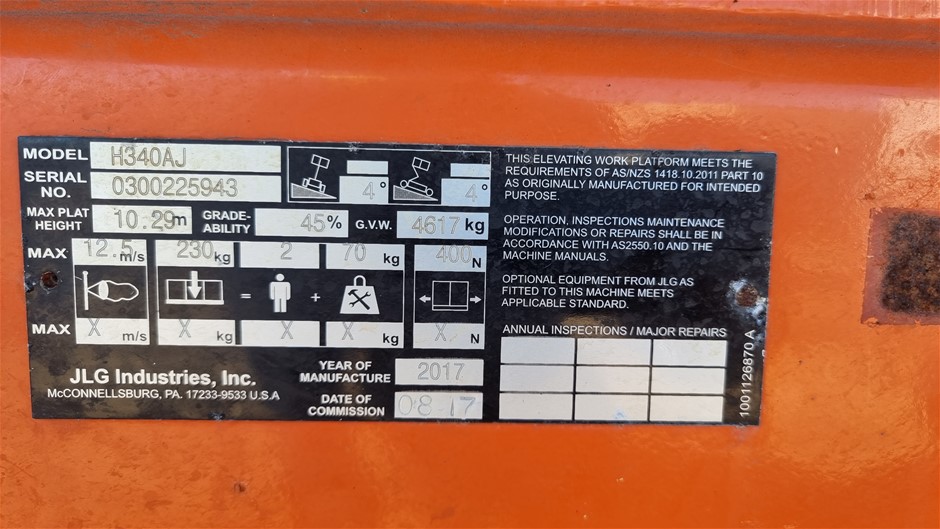 MODEL H340AJ
SERIAL NO. 0300225943
4° 4°
MAX PLAT HEIGHT 10.29m GRADE-ABILITY 45% G.V.W. 4617 kg
MAX 12.5 m/s 230 kg 2 70 kg 400 N
= +
MAX X m/s X kg X X kg X N
JLG Industries, Inc.
McCONNELLSBURG, PA. 17233-9533 U.S.A
YEAR OF MANUFACTURE 2017
DATE OF COMMISSION 08 17
THIS ELEVATING WORK PLATFORM MEETS THE
REQUIREMENTS OF AS/NZS 1418.10.2011 PART 10
AS ORIGINALLY MANUFACTURED FOR INTENDED
PURPOSE.
OPERATION, INSPECTIONS MAINTENANCE
MODIFICATIONS OR REPAIRS SHALL BE IN
ACCORDANCE WITH AS2550.10 AND THE
MACHINE MANUALS.
OPTIONAL EQUIPMENT FROM JLG AS
FITTED TO THIS MACHINE MEETS
APPLICABLE STANDARD.
ANNUAL INSPECTIONS / MAJOR REPAIRS
1001126870 A